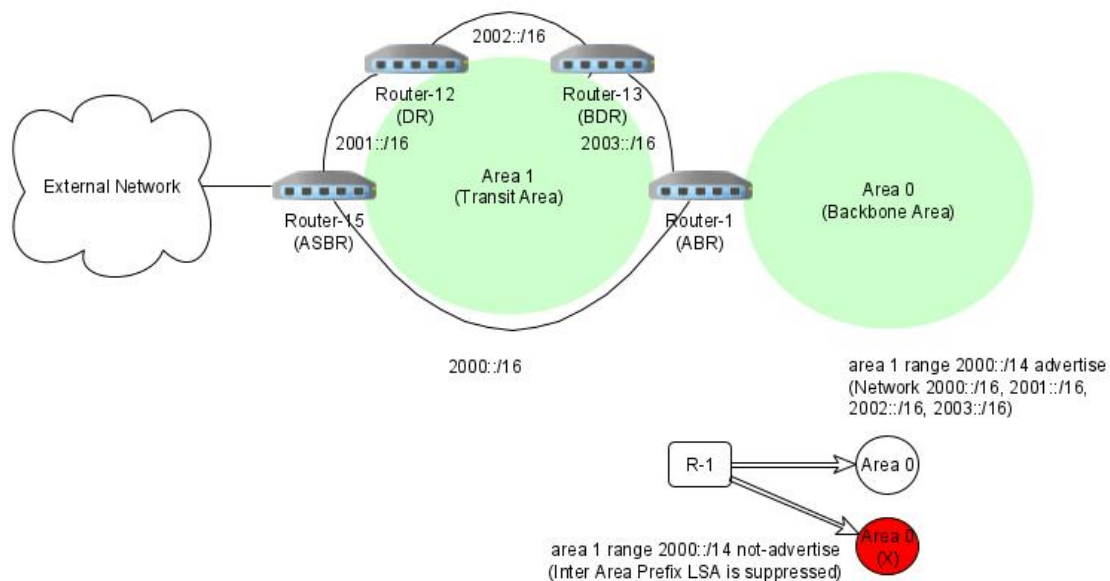 2002::/16
Router-12
(DR)
Router-13
(BDR)
2001::/16
2003::/16
External Network
Area 1
(Transit Area)
Area 0
(Backbone Area)
Router-15
(ASBR)
Router-1
(ABR)
2000::/16
area 1 range 2000::/14 advertise
(Network 2000::/16, 2001::/16,
2002::/16, 2003::/16)
R-1
Area 0
Area 0
(X)
area 1 range 2000::/14 not-advertise
(Inter Area Prefix LSA is suppressed)